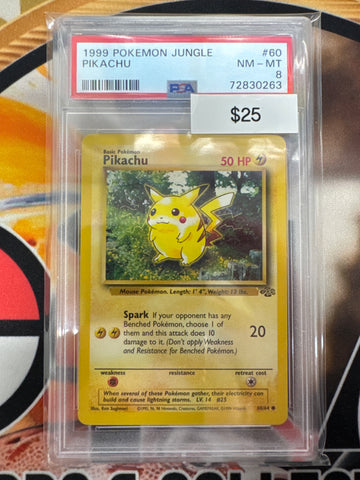 1999 POKEMON JUNGLE #60
PIKACHU NM-MT
8
PSA 72830263
$25
Basic Pokémon
Pikachu 50 HP
Mouse Pokémon. Length: 1' 4", Weight: 13 lbs.
Spark If your opponent has any
Benched Pokémon, choose 1 of
them and this attack does 10
damage to it. (Don't apply Weakness
and Resistance for Benched Pokémon.)
20
weakness resistance retreat cost
When several of these Pokémon gather, their electricity can
build and cause lightning storms. LV. 14 #25
Illus. Ken Sugimori
60/64